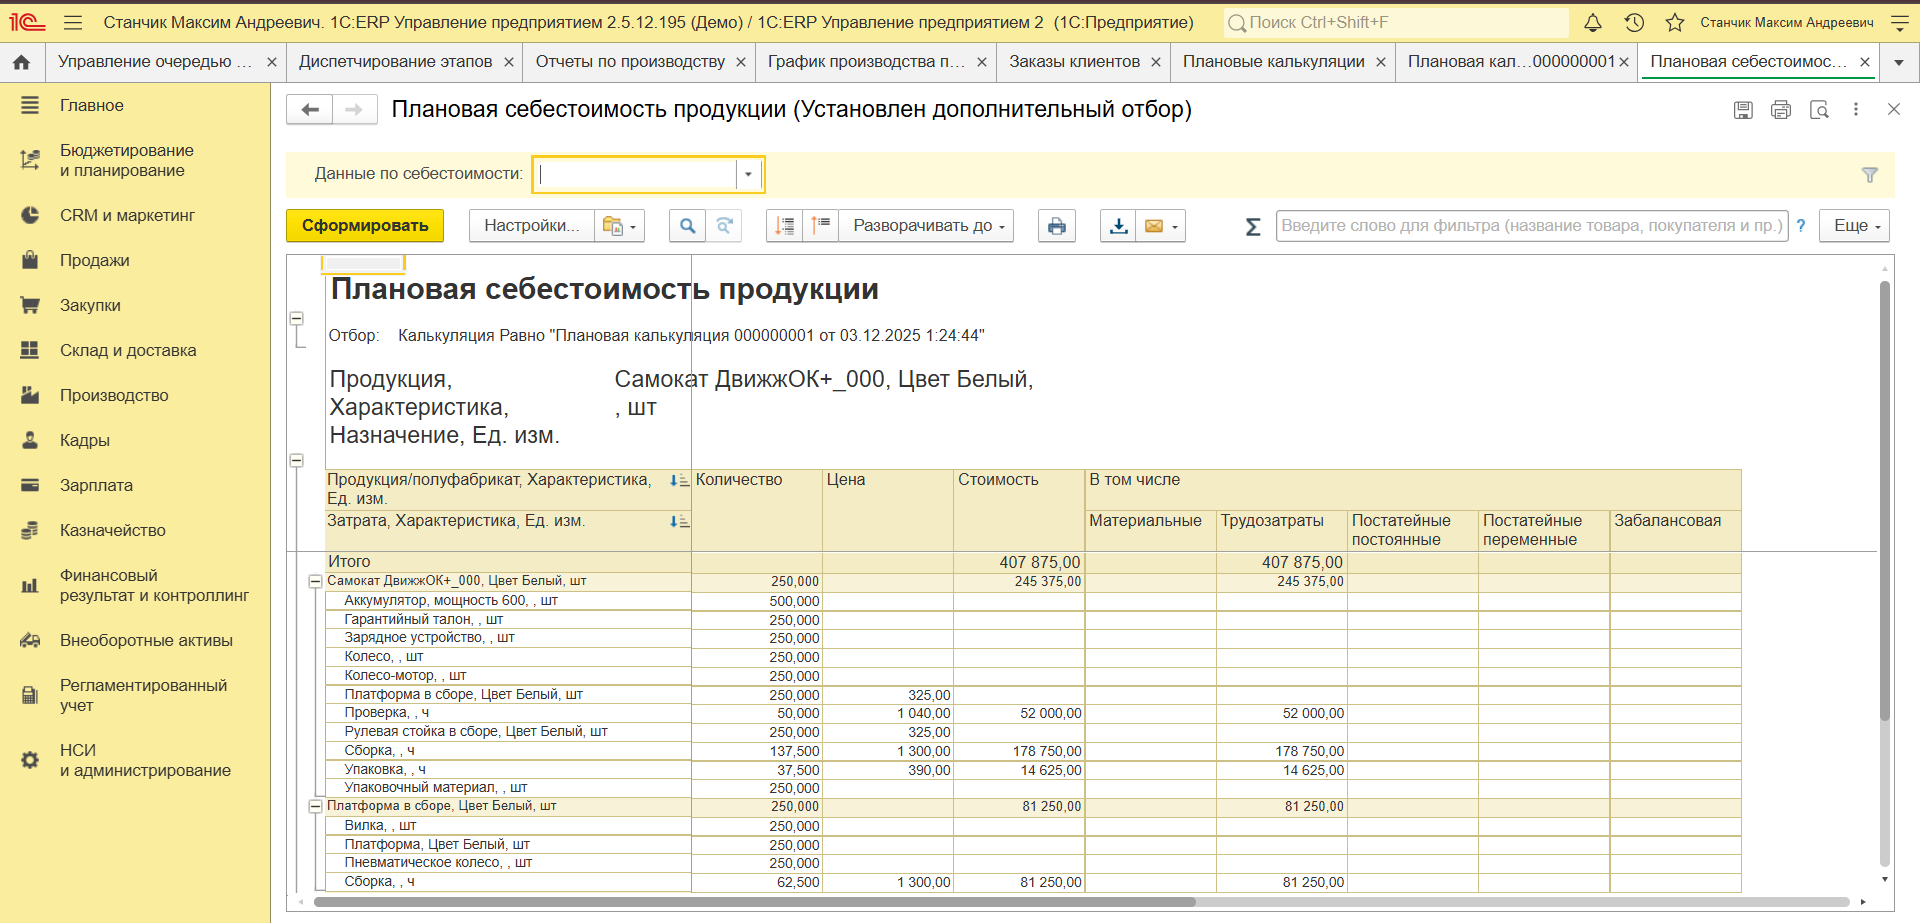 Станчик Максим Андреевич. 1C:ERP Управление предприятием 2.5.12.195 (Демо) / 1C:ERP Управление предприятием 2 (1С:Предприятие)
Поиск Ctrl+Shift+F
Станчик Максим Андреевич
Управление очередью ...
Диспетчирование этапов
Отчеты по производству
График производства п...
Заказы клиентов
Плановые калькуляции
Плановая кал...000000001
Плановая себестоимос...
Главное
Бюджетирование
и планирование
CRM и маркетинг
Продажи
Закупки
Склад и доставка
Производство
Кадры
Зарплата
Казначейство
Финансовый
результат и контроллинг
Внеоборотные активы
Регламентированный
учет
НСИ
и администрирование
Плановая себестоимость продукции (Установлен дополнительный отбор)
Данные по себестоимости:
Сформировать
Настройки...
Разворачивать до
Σ
Введите слово для фильтра (название товара, покупателя и пр.)
?
Еще
Плановая себестоимость продукции
Отбор: Калькуляция Равно "Плановая калькуляция 000000001 от 03.12.2025 1:24:44"
Продукция, Самокат ДвижжОК+_000, Цвет Белый,
Характеристика, , шт
Назначение, Ед. изм.
Продукция/полуфабрикат, Характеристика, Количество Цена Стоимость В том числе
Ед. изм.
Затрата, Характеристика, Ед. изм. Материальные Трудозатраты Постатейные Постатейные Забалансовая
постоянные переменные
Итого 407 875,00 407 875,00
Самокат ДвижжОК+_000, Цвет Белый, шт 250,000 245 375,00 245 375,00
Аккумулятор, мощность 600, , шт 500,000
Гарантийный талон, , шт 250,000
Зарядное устройство, , шт 250,000
Колесо, , шт 250,000
Колесо-мотор, , шт 250,000
Платформа в сборе, Цвет Белый, шт 250,000 325,00
Проверка, , ч 50,000 1 040,00 52 000,00 52 000,00
Рулевая стойка в сборе, Цвет Белый, шт 250,000 325,00
Сборка, , ч 137,500 1 300,00 178 750,00 178 750,00
Упаковка, , ч 37,500 390,00 14 625,00 14 625,00
Упаковочный материал, , шт 250,000
Платформа в сборе, Цвет Белый, шт 250,000 81 250,00 81 250,00
Вилка, , шт 250,000
Платформа, Цвет Белый, шт 250,000
Пневматическое колесо, , шт 250,000
Сборка, , ч 62,500 1 300,00 81 250,00 81 250,00